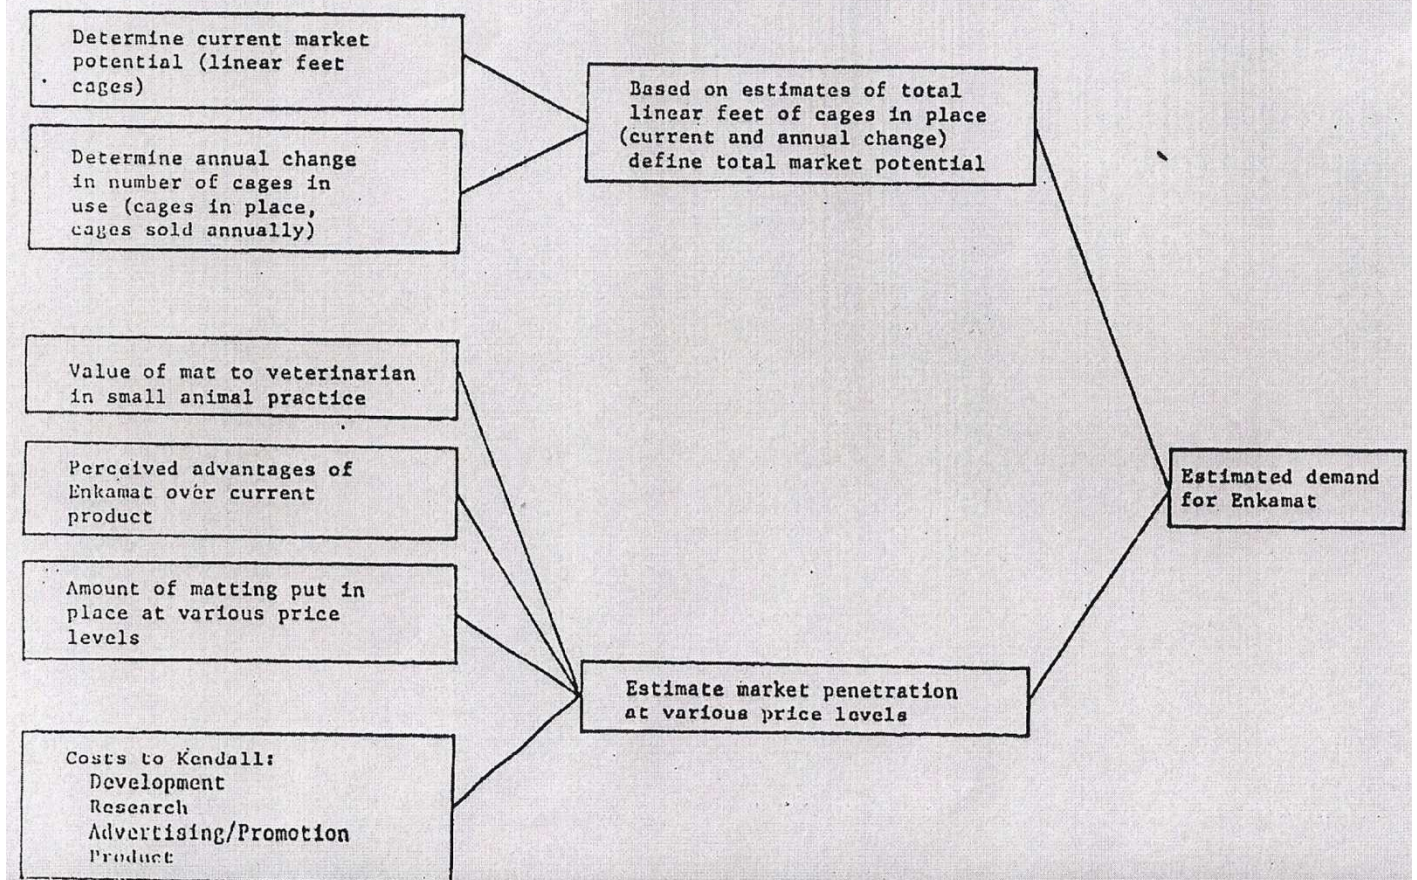 Determine current market
potential (linear feet
cages)
Determine annual change
in number of cages in
use (cages in place,
cages sold annually)
Based on estimates of total
linear feet of cages in place
(current and annual change)
define total market potential
Value of mat to veterinarian
in small animal practice
Perceived advantages of
Enkamat over current
product
Amount of matting put in
place at various price
levels
Costs to Kendall:
Development
Research
Advertising/Promotion
Product
Estimate market penetration
at various price levels
Estimated demand
for Enkamat